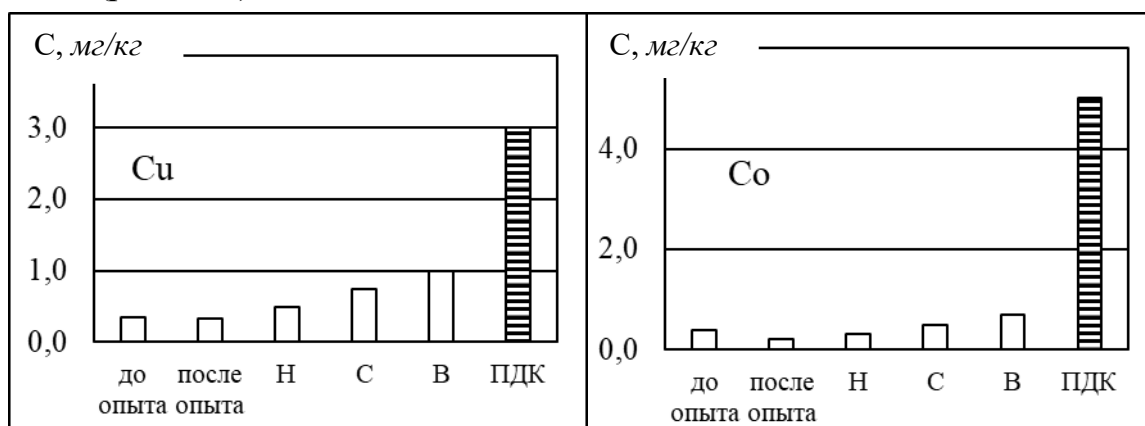 С, мг/кг
3,0
Cu
2,0
1,0
0,0
до опыта
после опыта
Н
С
В
ПДК
С, мг/кг
4,0
Co
2,0
0,0
до опыта
после опыта
Н
С
В
ПДК